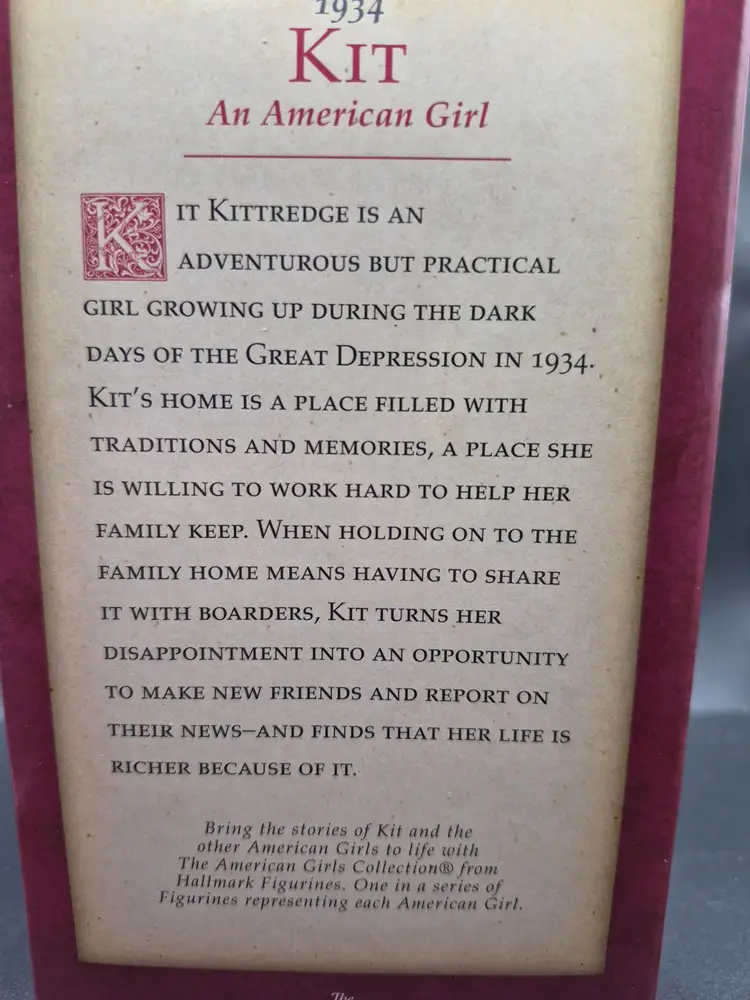 1934
KIT
An American Girl
KIT KITTREDGE IS AN
ADVENTUROUS BUT PRACTICAL
GIRL GROWING UP DURING THE DARK
DAYS OF THE GREAT DEPRESSION IN 1934.
KIT'S HOME IS A PLACE FILLED WITH
TRADITIONS AND MEMORIES, A PLACE SHE
IS WILLING TO WORK HARD TO HELP HER
FAMILY KEEP. WHEN HOLDING ON TO THE
FAMILY HOME MEANS HAVING TO SHARE
IT WITH BOARDERS, KIT TURNS HER
DISAPPOINTMENT INTO AN OPPORTUNITY
TO MAKE NEW FRIENDS AND REPORT ON
THEIR NEWS—AND FINDS THAT HER LIFE IS
RICHER BECAUSE OF IT.
Bring the stories of Kit and the
other American Girls to life with
The American Girls Collection® from
Hallmark Figurines. One in a series of
Figurines representing each American Girl.
The